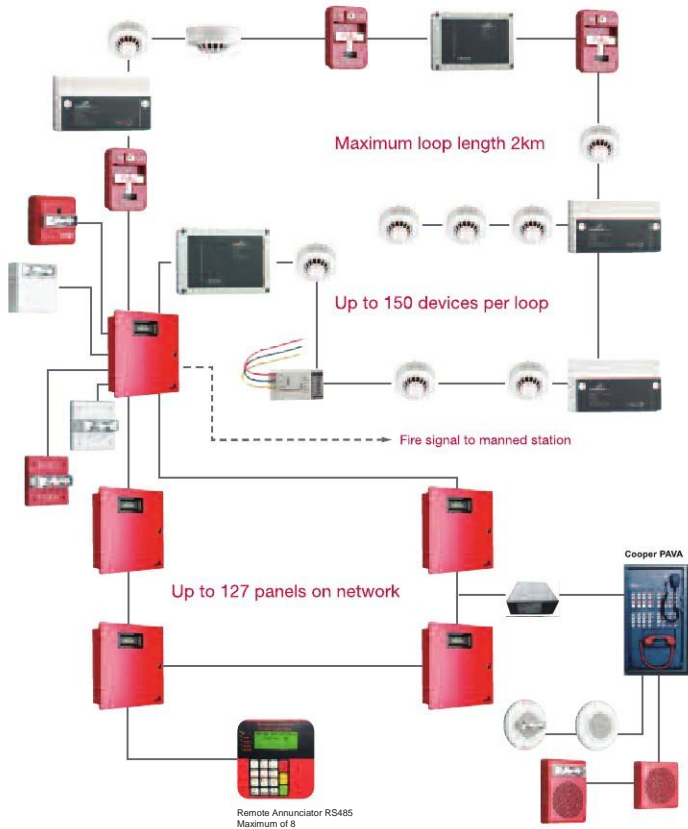 Maximum loop length 2km
Up to 150 devices per loop
Fire signal to manned station
Cooper PAVA
Up to 127 panels on network
Remote Annunciator RS485
Maximum of 8